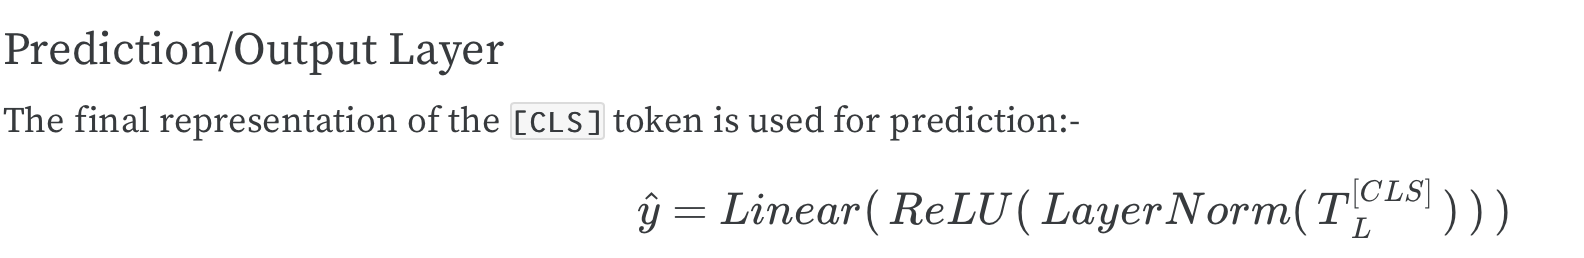 Prediction/Output Layer
The final representation of the [CLS] token is used for prediction:-
ŷ = Linear(ReLU(LayerNorm(T_L^{[CLS]})))